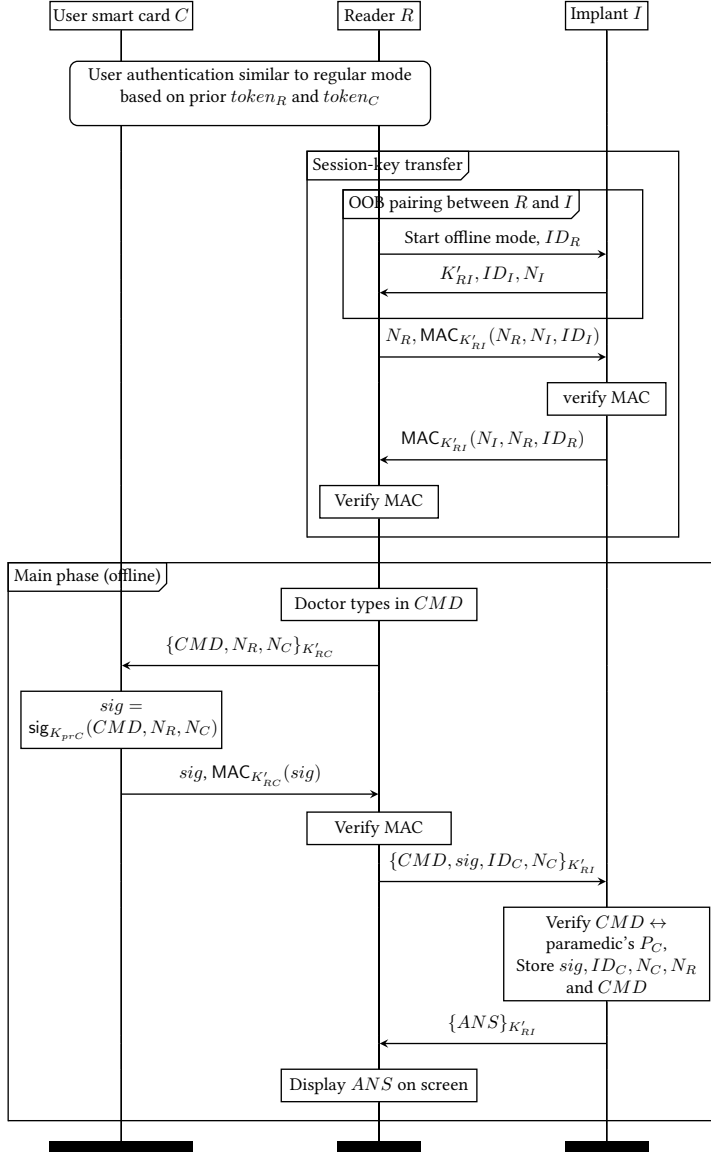 User smart card C
Reader R
Implant I
User authentication similar to regular mode
based on prior token_R and token_C
Session-key transfer
OOB pairing between R and I
Start offline mode, ID_R
K′_RI, ID_I, N_I
N_R, MAC_K′_RI(N_R, N_I, ID_I)
verify MAC
MAC_K′_RI(N_I, N_R, ID_R)
Verify MAC
Main phase (offline)
Doctor types in CMD
{CMD, N_R, N_C}_K′_RC
sig =
sig_K_prC(CMD, N_R, N_C)
sig, MAC_K′_RC(sig)
Verify MAC
{CMD, sig, ID_C, N_C}_K′_RI
Verify CMD ↔
paramedic's P_C,
Store sig, ID_C, N_C, N_R
and CMD
{ANS}_K′_RI
Display ANS on screen